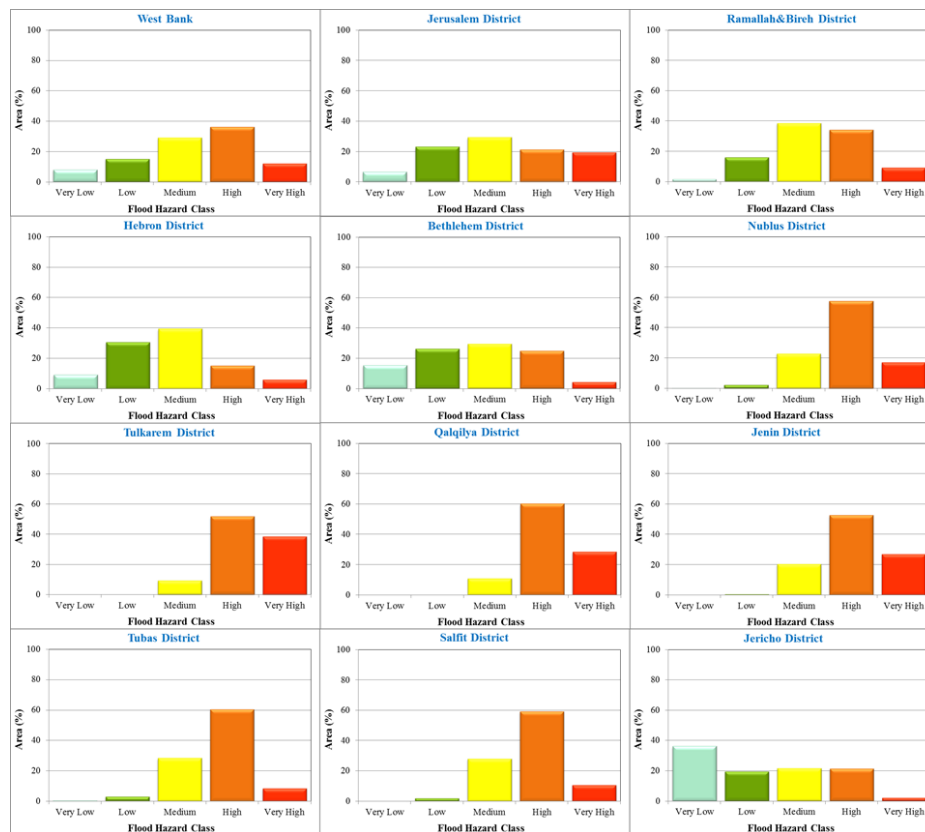 West Bank
Area (%)
100
80
60
40
20
0
Very Low Low Medium High Very High
Flood Hazard Class
Jerusalem District
Area (%)
100
80
60
40
20
0
Very Low Low Medium High Very High
Flood Hazard Class
Ramallah&Bireh District
Area (%)
100
80
60
40
20
0
Very Low Low Medium High Very High
Flood Hazard Class
Hebron District
Area (%)
100
80
60
40
20
0
Very Low Low Medium High Very High
Flood Hazard Class
Bethlehem District
Area (%)
100
80
60
40
20
0
Very Low Low Medium High Very High
Flood Hazard Class
Nublus District
Area (%)
100
80
60
40
20
0
Very Low Low Medium High Very High
Flood Hazard Class
Tulkarem District
Area (%)
100
80
60
40
20
0
Very Low Low Medium High Very High
Flood Hazard Class
Qalqilya District
Area (%)
100
80
60
40
20
0
Very Low Low Medium High Very High
Flood Hazard Class
Jenin District
Area (%)
100
80
60
40
20
0
Very Low Low Medium High Very High
Flood Hazard Class
Tubas District
Area (%)
100
80
60
40
20
0
Very Low Low Medium High Very High
Flood Hazard Class
Salfit District
Area (%)
100
80
60
40
20
0
Very Low Low Medium High Very High
Flood Hazard Class
Jericho District
Area (%)
100
80
60
40
20
0
Very Low Low Medium High Very High
Flood Hazard Class